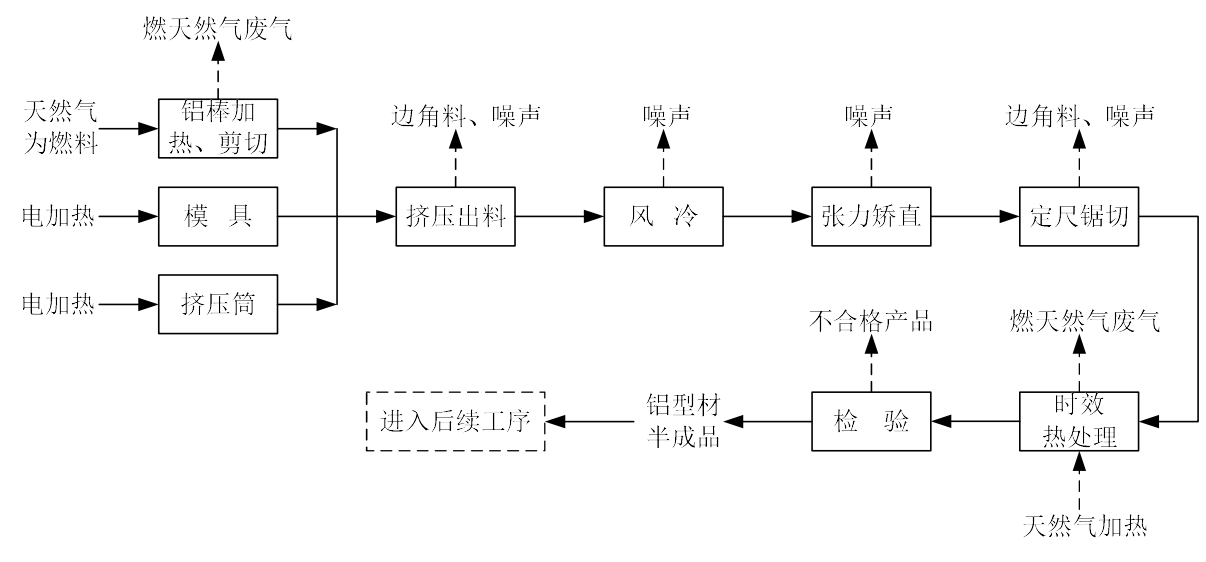 燃天然气废气
天然气
为燃料
铝棒加
热、剪切
边角料、噪声
噪声
噪声
边角料、噪声
电加热
模 具
挤压出料
风 冷
张力矫直
定尺锯切
电加热
挤压筒
不合格产品
燃天然气废气
进入后续工序
铝型材
半成品
检 验
时效
热处理
天然气加热